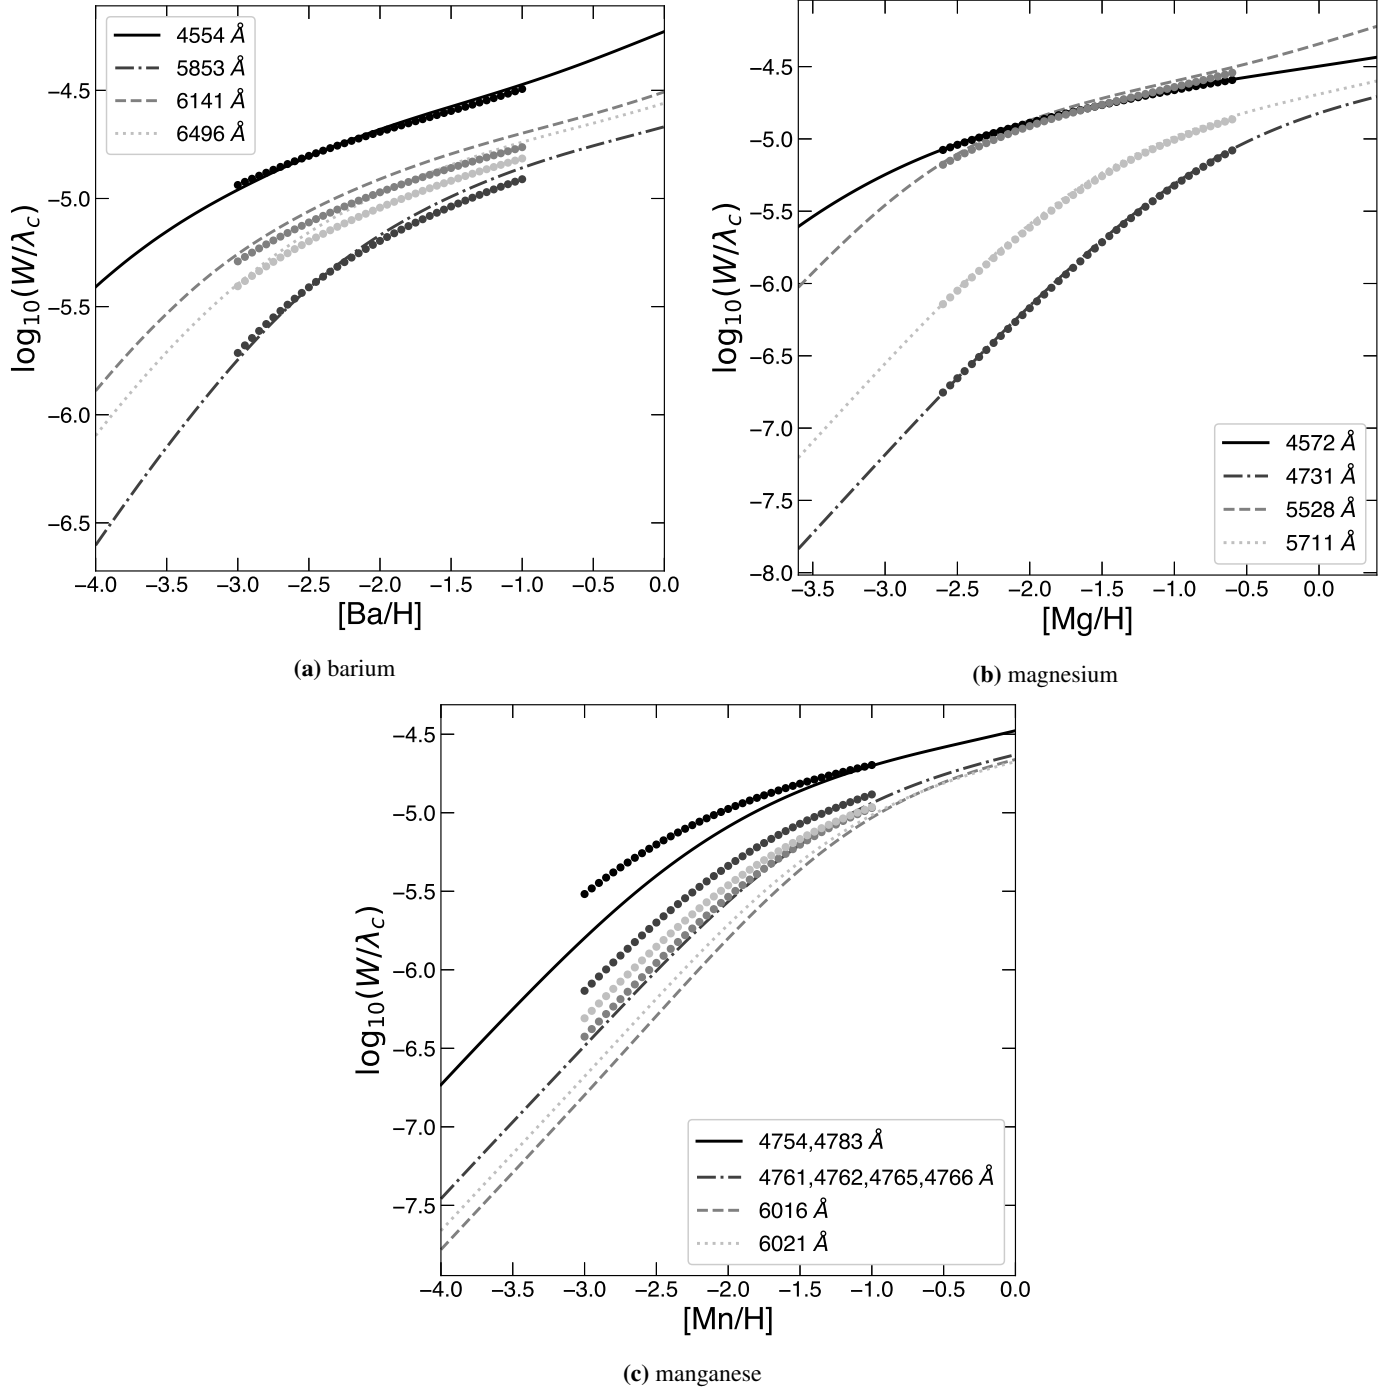 4554 Å
5853 Å
6141 Å
6496 Å
log₁₀(W/λc)
−4.5
−5.0
−5.5
−6.0
−6.5
−4.0 −3.5 −3.0 −2.5 −2.0 −1.5 −1.0 −0.5 0.0
[Ba/H]
(a) barium
log₁₀(W/λc)
−4.5
−5.0
−5.5
−6.0
−6.5
−7.0
−7.5
−8.0
4572 Å
4731 Å
5528 Å
5711 Å
−3.5 −3.0 −2.5 −2.0 −1.5 −1.0 −0.5 0.0
[Mg/H]
(b) magnesium
log₁₀(W/λc)
−4.5
−5.0
−5.5
−6.0
−6.5
−7.0
−7.5
4754,4783 Å
4761,4762,4765,4766 Å
6016 Å
6021 Å
−4.0 −3.5 −3.0 −2.5 −2.0 −1.5 −1.0 −0.5 0.0
[Mn/H]
(c) manganese